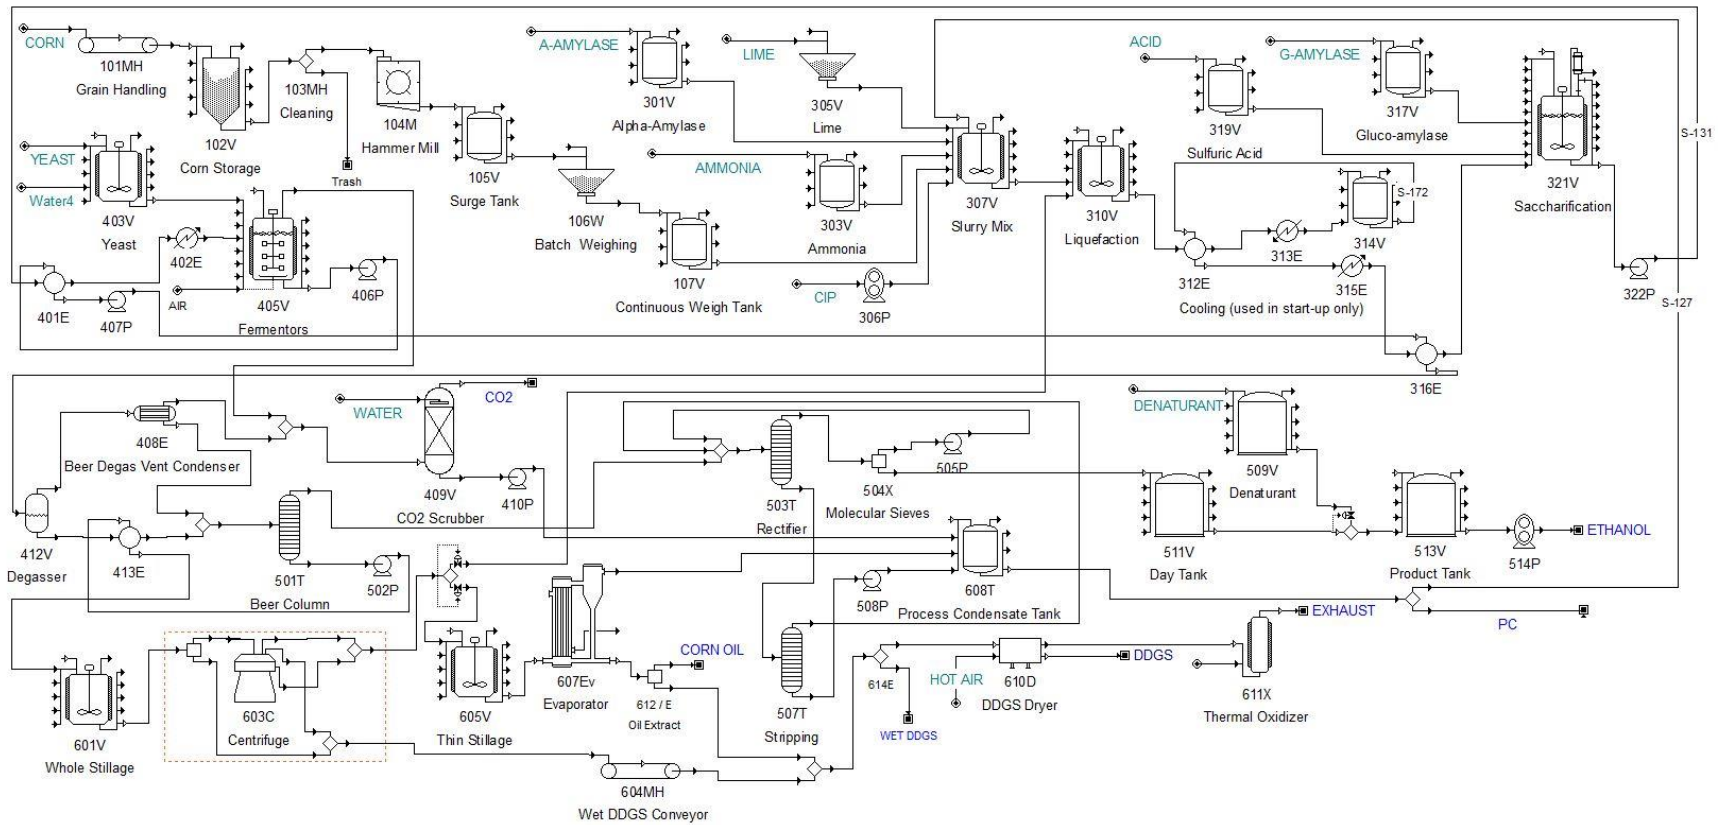 CORN
101MH
Grain Handling
102V
Corn Storage
103MH
Cleaning
Trash
104M
Hammer Mill
105V
Surge Tank
106W
Batch Weighing
107V
Continuous Weigh Tank
A-AMYLASE
301V
Alpha-Amylase
LIME
305V
Lime
AMMONIA
303V
Ammonia
CIP
306P
307V
Slurry Mix
310V
Liquefaction
ACID
319V
Sulfuric Acid
G-AMYLASE
317V
Gluco-amylase
321V
Saccharification
S-131
S-172
314V
313E
312E
315E
Cooling (used in start-up only)
322P
S-127
316E
YEAST
Water4
403V
Yeast
402E
401E
407P
AIR
405V
Fermentors
406P
408E
Beer Degas Vent Condenser
WATER
CO2
409V
CO2 Scrubber
410P
412V
Degasser
413E
501T
Beer Column
502P
503T
Rectifier
504X
Molecular Sieves
505P
DENATURANT
509V
Denaturant
511V
Day Tank
513V
Product Tank
514P
ETHANOL
508P
608T
Process Condensate Tank
PC
507T
Stripping
601V
Whole Stillage
603C
Centrifuge
605V
Thin Stillage
607Ev
Evaporator
CORN OIL
612 / E
Oil Extract
604MH
Wet DDGS Conveyor
614E
WET DDGS
HOT AIR
610D
DDGS Dryer
DDGS
EXHAUST
611X
Thermal Oxidizer